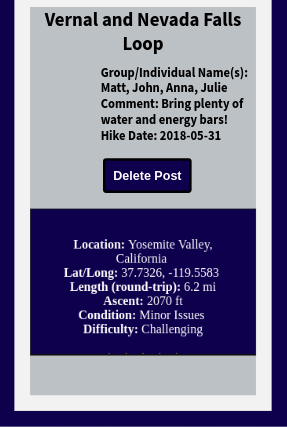 Vernal and Nevada Falls
Loop
Group/Individual Name(s):
Matt, John, Anna, Julie
Comment: Bring plenty of
water and energy bars!
Hike Date: 2018-05-31
Delete Post
Location: Yosemite Valley,
California
Lat/Long: 37.7326, -119.5583
Length (round-trip): 6.2 mi
Ascent: 2070 ft
Condition: Minor Issues
Difficulty: Challenging